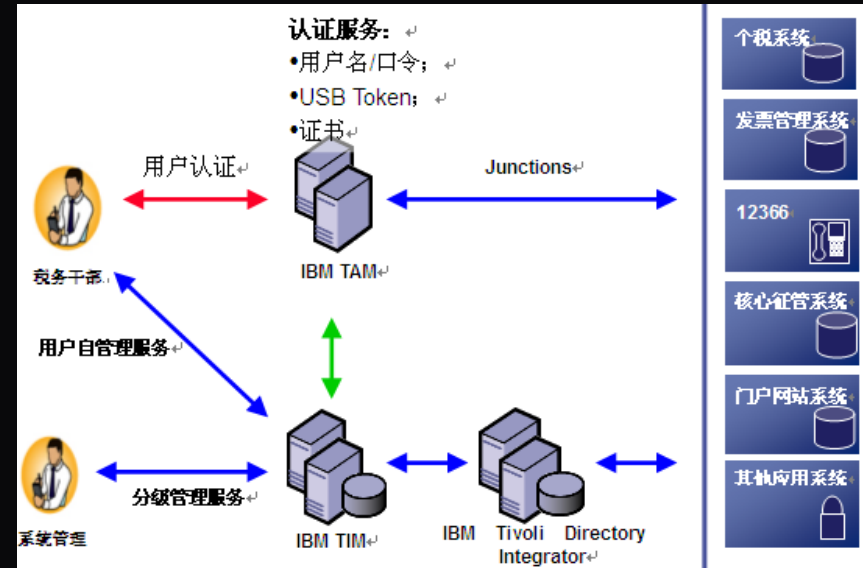 认证服务：
•用户名/口令；
•USB Token；
•证书
用户认证
Junctions
税务干部
IBM TAM
用户自管理服务
分级管理服务
系统管理
IBM TIM
IBM Tivoli Directory
Integrator
个税系统
发票管理系统
12366
核心征管系统
门户网站系统
其他应用系统